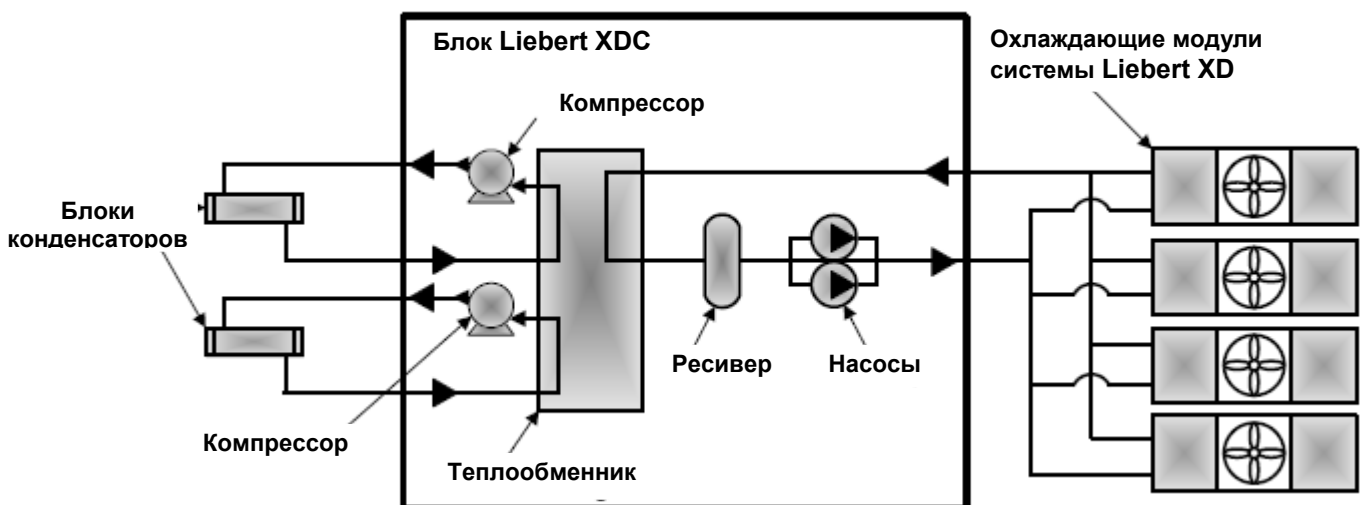 Блок Liebert XDC
Охлаждающие модули
системы Liebert XD
Компрессор
Блоки
конденсаторов
Ресивер
Насосы
Компрессор
Теплообменник